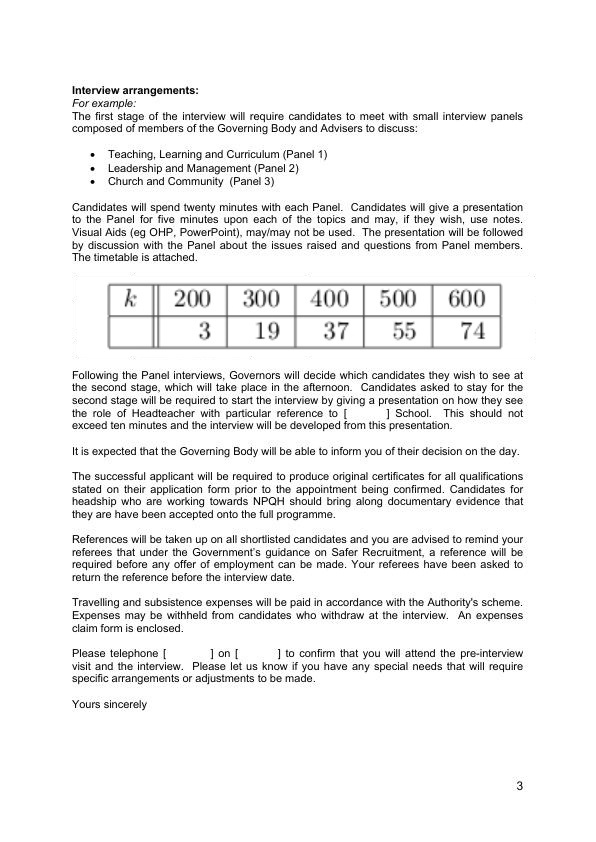 Interview arrangements:
For example:
The first stage of the interview will require candidates to meet with small interview panels
composed of members of the Governing Body and Advisers to discuss:
• Teaching, Learning and Curriculum (Panel 1)
• Leadership and Management (Panel 2)
• Church and Community (Panel 3)
Candidates will spend twenty minutes with each Panel. Candidates will give a presentation
to the Panel for five minutes upon each of the topics and may, if they wish, use notes.
Visual Aids (eg OHP, PowerPoint), may/may not be used. The presentation will be followed
by discussion with the Panel about the issues raised and questions from Panel members.
The timetable is attached.
k 200 300 400 500 600
3 19 37 55 74
Following the Panel interviews, Governors will decide which candidates they wish to see at
the second stage, which will take place in the afternoon. Candidates asked to stay for the
second stage will be required to start the interview by giving a presentation on how they see
the role of Headteacher with particular reference to [ ] School. This should not
exceed ten minutes and the interview will be developed from this presentation.
It is expected that the Governing Body will be able to inform you of their decision on the day.
The successful applicant will be required to produce original certificates for all qualifications
stated on their application form prior to the appointment being confirmed. Candidates for
headship who are working towards NPQH should bring along documentary evidence that
they are have been accepted onto the full programme.
References will be taken up on all shortlisted candidates and you are advised to remind your
referees that under the Government's guidance on Safer Recruitment, a reference will be
required before any offer of employment can be made. Your referees have been asked to
return the reference before the interview date.
Travelling and subsistence expenses will be paid in accordance with the Authority's scheme.
Expenses may be withheld from candidates who withdraw at the interview. An expenses
claim form is enclosed.
Please telephone [ ] on [ ] to confirm that you will attend the pre-interview
visit and the interview. Please let us know if you have any special needs that will require
specific arrangements or adjustments to be made.
Yours sincerely
3